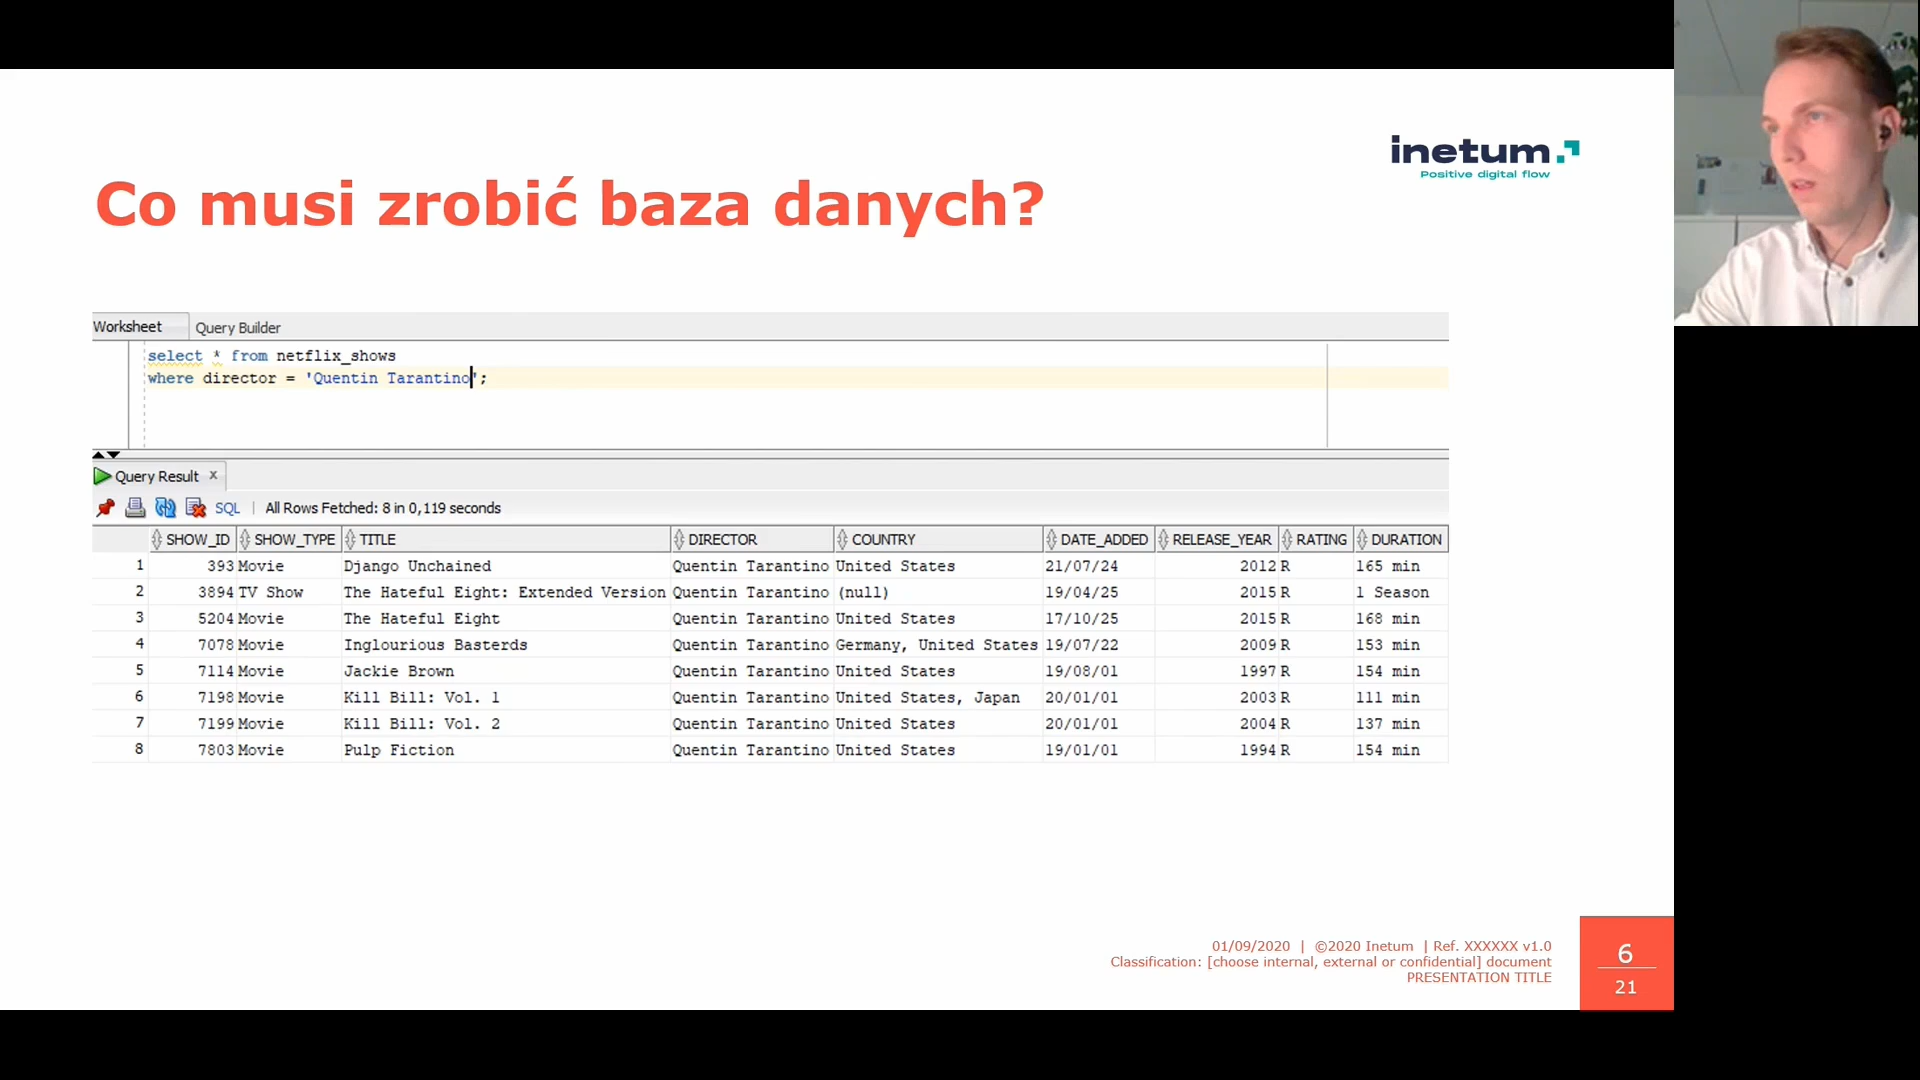 inetum
Positive digital flow
Co musi zrobić baza danych?
Worksheet Query Builder
select * from netflix_shows
where director = 'Quentin Tarantino';
Query Result x
SQL | All Rows Fetched: 8 in 0,119 seconds
SHOW_ID SHOW_TYPE TITLE DIRECTOR COUNTRY DATE_ADDED RELEASE_YEAR RATING DURATION
1 393 Movie Django Unchained Quentin Tarantino United States 21/07/24 2012 R 165 min
2 3894 TV Show The Hateful Eight: Extended Version Quentin Tarantino (null) 19/04/25 2015 R 1 Season
3 5204 Movie The Hateful Eight Quentin Tarantino United States 17/10/25 2015 R 168 min
4 7078 Movie Inglourious Basterds Quentin Tarantino Germany, United States 19/07/22 2009 R 153 min
5 7114 Movie Jackie Brown Quentin Tarantino United States 19/08/01 1997 R 154 min
6 7198 Movie Kill Bill: Vol. 1 Quentin Tarantino United States, Japan 20/01/01 2003 R 111 min
7 7199 Movie Kill Bill: Vol. 2 Quentin Tarantino United States 20/01/01 2004 R 137 min
8 7803 Movie Pulp Fiction Quentin Tarantino United States 19/01/01 1994 R 154 min
01/09/2020 | ©2020 Inetum | Ref. XXXXXX v1.0
Classification: [choose internal, external or confidential] document
PRESENTATION TITLE
6
21